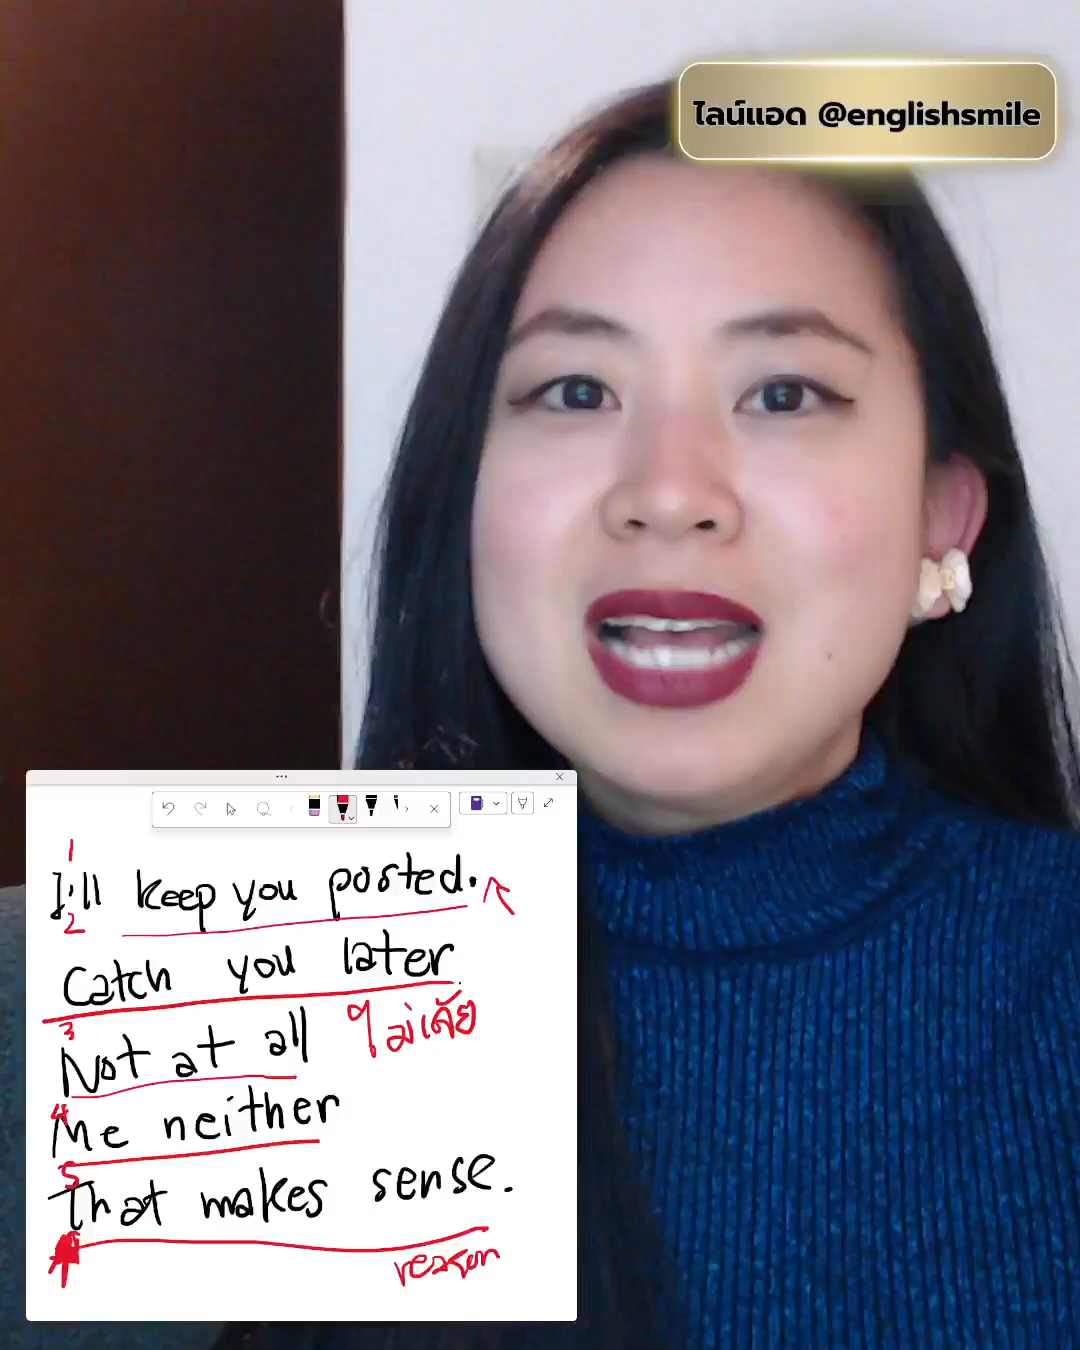 ไลน์แอด @englishsmile
1
I'll keep you posted.
2
Catch you later
3
Not at all ไม่เลย
4
Me neither
5
That makes sense.
reason